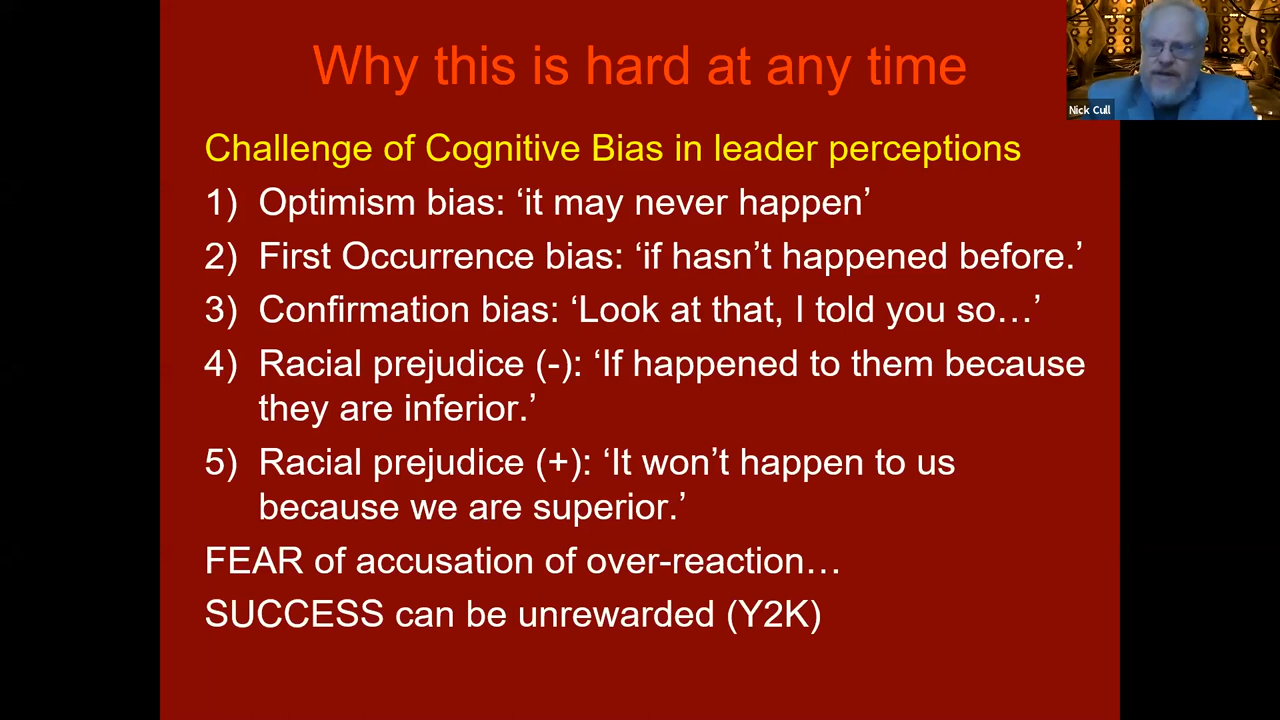 Why this is hard at any time
Nick Cull
Challenge of Cognitive Bias in leader perceptions
1) Optimism bias: ‘it may never happen’
2) First Occurrence bias: ‘if hasn’t happened before.’
3) Confirmation bias: ‘Look at that, I told you so…’
4) Racial prejudice (-): ‘If happened to them because
they are inferior.’
5) Racial prejudice (+): ‘It won’t happen to us
because we are superior.’
FEAR of accusation of over-reaction…
SUCCESS can be unrewarded (Y2K)